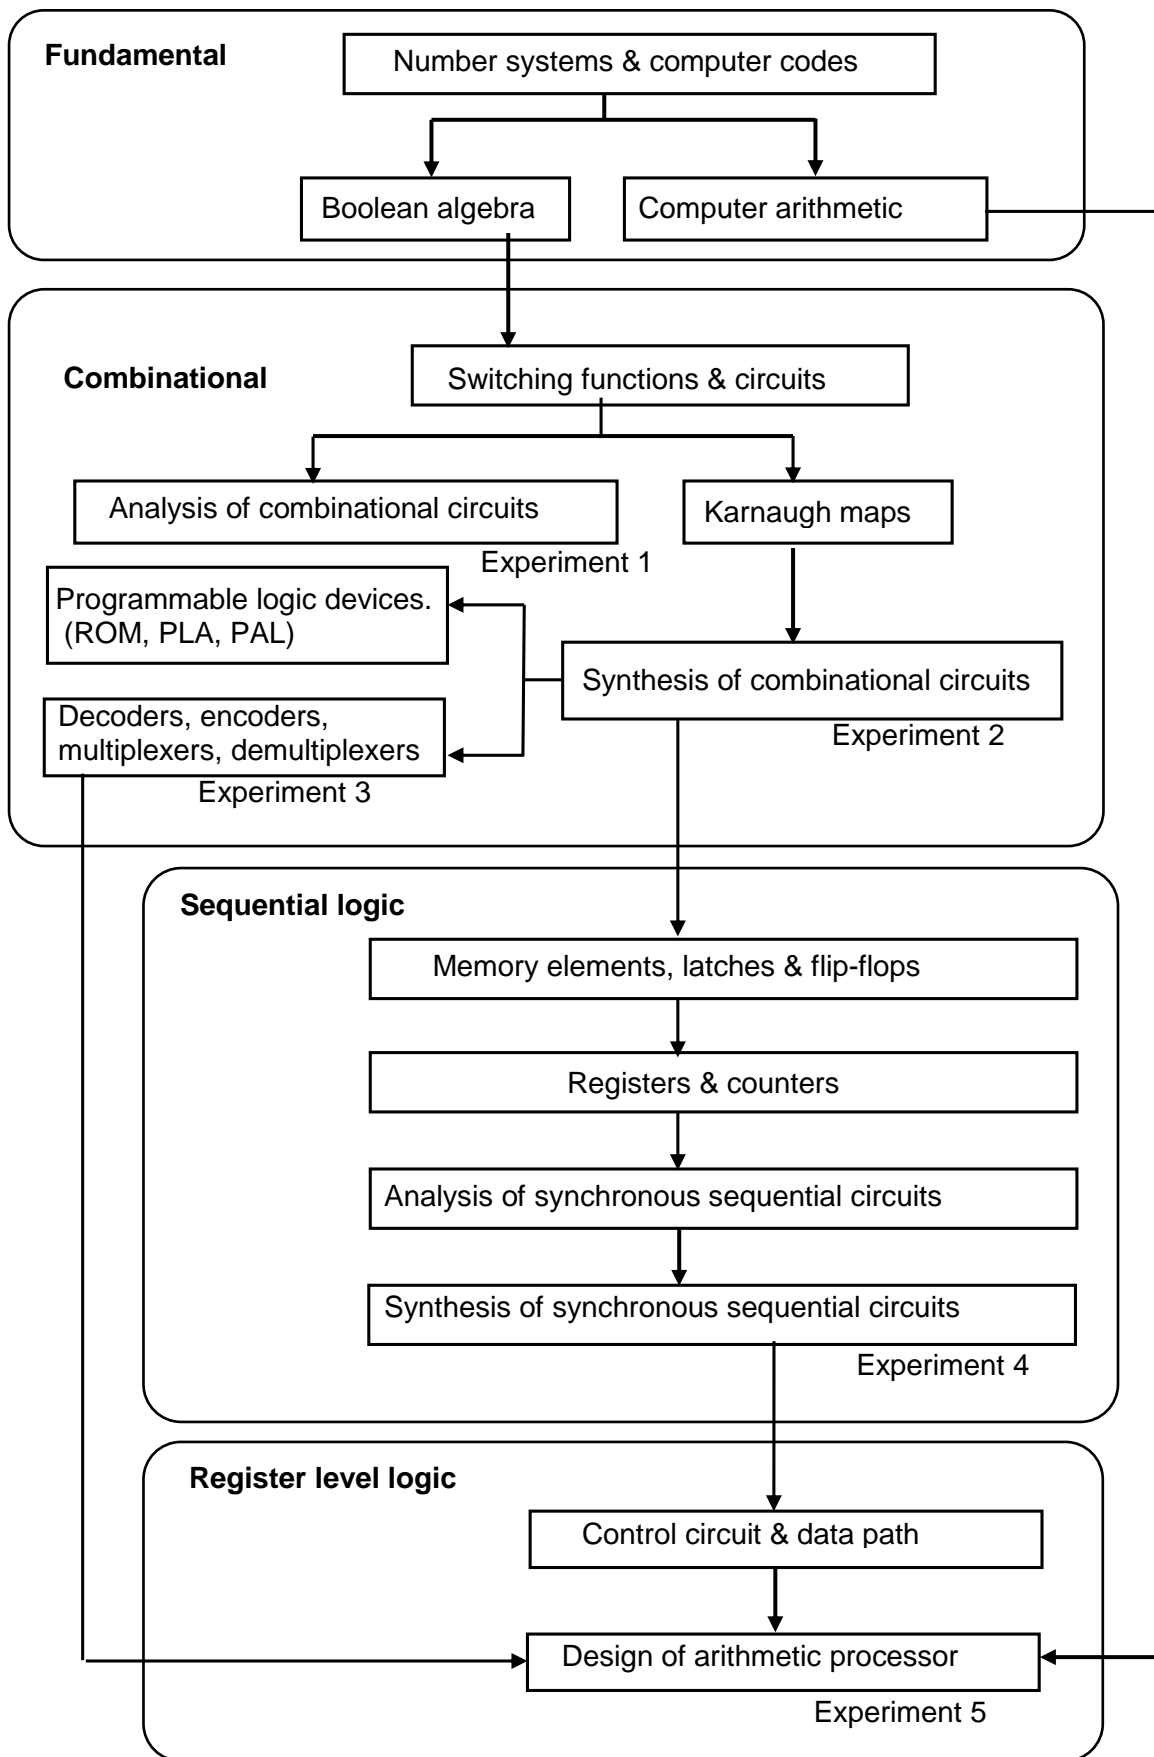 Fundamental
Number systems & computer codes
Boolean algebra
Computer arithmetic
Combinational
Switching functions & circuits
Analysis of combinational circuits
Karnaugh maps
Experiment 1
Programmable logic devices.
(ROM, PLA, PAL)
Synthesis of combinational circuits
Experiment 2
Decoders, encoders,
multiplexers, demultiplexers
Experiment 3
Sequential logic
Memory elements, latches & flip-flops
Registers & counters
Analysis of synchronous sequential circuits
Synthesis of synchronous sequential circuits
Experiment 4
Register level logic
Control circuit & data path
Design of arithmetic processor
Experiment 5